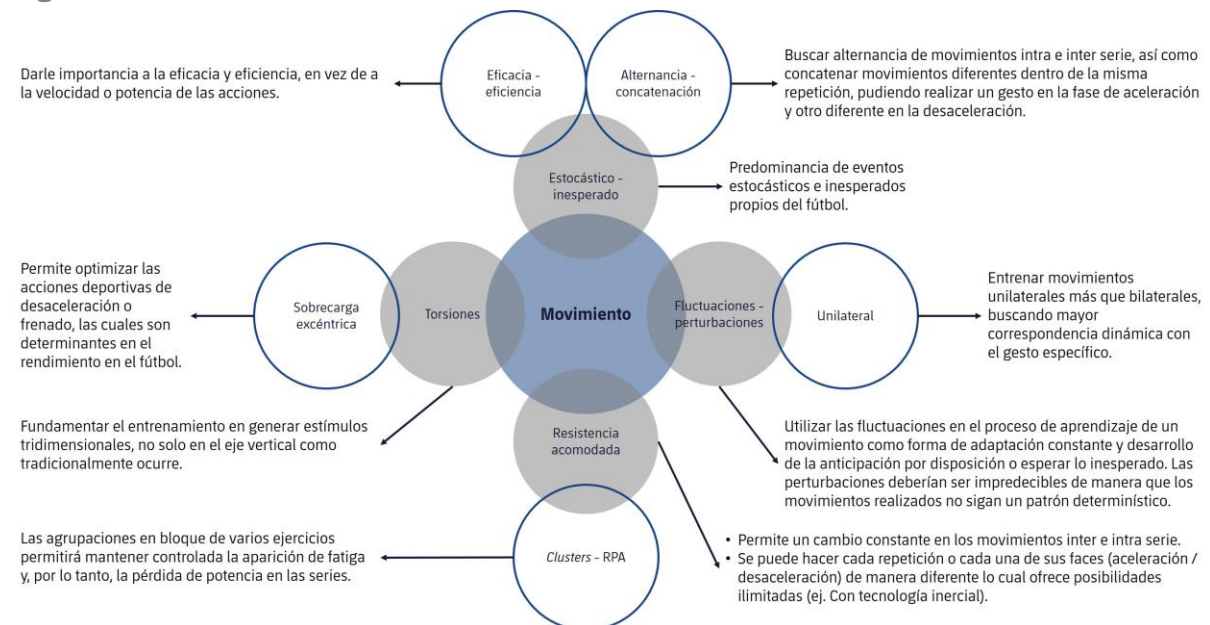 Darle importancia a la eficacia y eficiencia, en vez de a
la velocidad o potencia de las acciones.
Eficacia -
eficiencia
Alternancia -
concatenación
Buscar alternancia de movimientos intra e inter serie, así como
concatenar movimientos diferentes dentro de la misma
repetición, pudiendo realizar un gesto en la fase de aceleración
y otro diferente en la desaceleración.
Estocástico -
inesperado
Predominancia de eventos
estocásticos e inesperados
propios del fútbol.
Permite optimizar las
acciones deportivas de
desaceleración o
frenado, las cuales son
determinantes en el
rendimiento en el fútbol.
Sobrecarga
excéntrica
Torsiones
Movimiento
Fluctuaciones -
perturbaciones
Unilateral
Entrenar movimientos
unilaterales más que bilaterales,
buscando mayor
correspondencia dinámica con
el gesto específico.
Fundamentar el entrenamiento en generar estímulos
tridimensionales, no solo en el eje vertical como
tradicionalmente ocurre.
Resistencia
acomodada
Utilizar las fluctuaciones en el proceso de aprendizaje de un
movimiento como forma de adaptación constante y desarrollo
de la anticipación por disposición o esperar lo inesperado. Las
perturbaciones deberían ser impredecibles de manera que los
movimientos realizados no sigan un patrón determinístico.
Las agrupaciones en bloque de varios ejercicios
permitirá mantener controlada la aparición de fatiga
y, por lo tanto, la pérdida de potencia en las series.
Clusters - RPA
• Permite un cambio constante en los movimientos inter e intra serie.
• Se puede hacer cada repetición o cada una de sus faces (aceleración /
desaceleración) de manera diferente lo cual ofrece posibilidades
ilimitadas (ej. Con tecnología inercial).